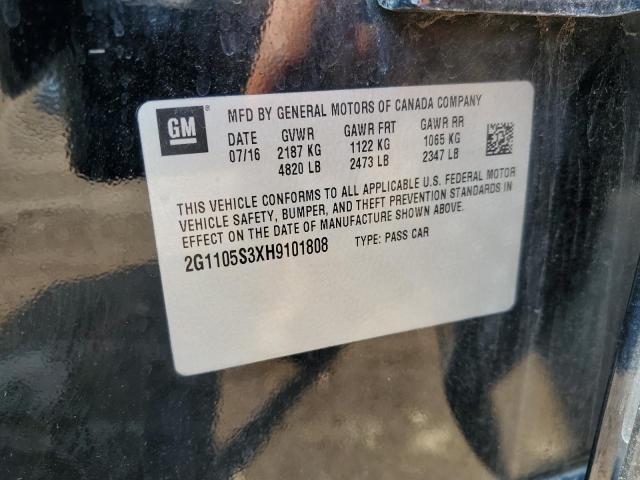 GM
MFD BY GENERAL MOTORS OF CANADA COMPANY
DATE GVWR GAWR FRT GAWR RR
07/16 2187 KG 1122 KG 1065 KG
4820 LB 2473 LB 2347 LB
THIS VEHICLE CONFORMS TO ALL APPLICABLE U.S. FEDERAL MOTOR
VEHICLE SAFETY, BUMPER, AND THEFT PREVENTION STANDARDS IN
EFFECT ON THE DATE OF MANUFACTURE SHOWN ABOVE.
2G1105S3XH9101808 TYPE: PASS CAR